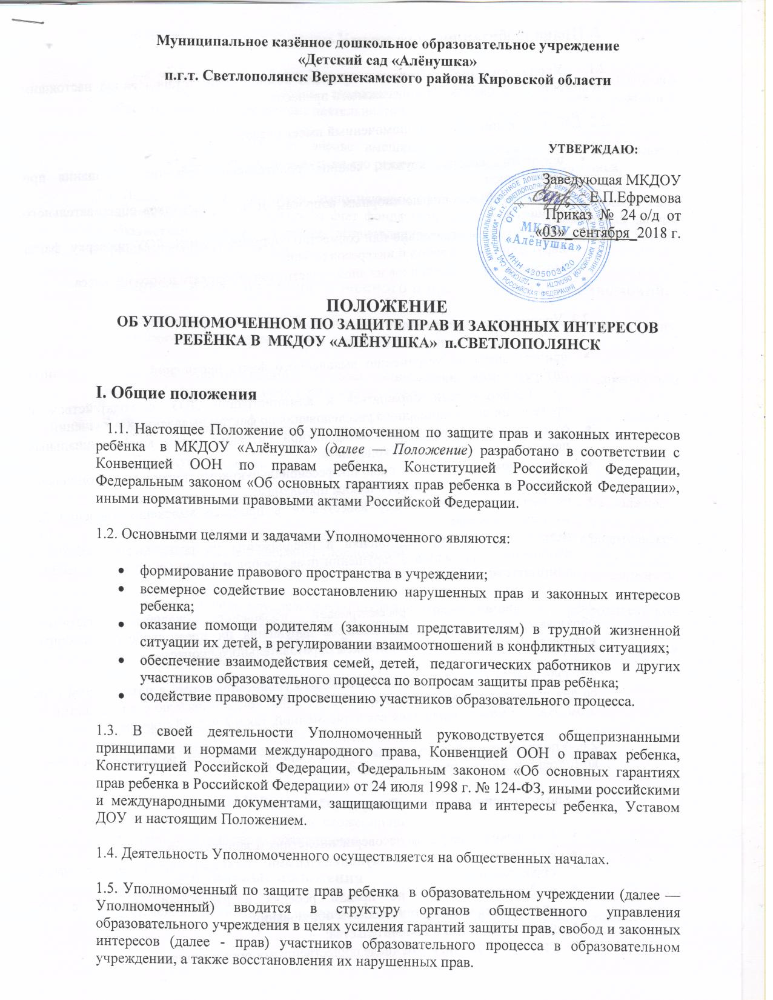 Муниципальное казённое дошкольное образовательное учреждение
«Детский сад «Алёнушка»
п.г.т. Светлополянск Верхнекамского района Кировской области
УТВЕРЖДАЮ:
Заведующая МКДОУ
Е.П.Ефремова
Приказ № 24 о/д от
«03»_сентября_2018 г.
МКДОУ
«Алёнушка»
ИНН 4305003420
РОССИЙСКАЯ ФЕДЕРАЦИЯ
ПОЛОЖЕНИЕ
ОБ УПОЛНОМОЧЕННОМ ПО ЗАЩИТЕ ПРАВ И ЗАКОННЫХ ИНТЕРЕСОВ
РЕБЁНКА В МКДОУ «АЛЁНУШКА» п.СВЕТЛОПОЛЯНСК
I. Общие положения
1.1. Настоящее Положение об уполномоченном по защите прав и законных интересов
ребёнка в МКДОУ «Алёнушка» (далее — Положение) разработано в соответствии с
Конвенцией ООН по правам ребенка, Конституцией Российской Федерации,
Федеральным законом «Об основных гарантиях прав ребенка в Российской Федерации»,
иными нормативными правовыми актами Российской Федерации.
1.2. Основными целями и задачами Уполномоченного являются:
• формирование правового пространства в учреждении;
• всемерное содействие восстановлению нарушенных прав и законных интересов
ребенка;
• оказание помощи родителям (законным представителям) в трудной жизненной
ситуации их детей, в регулировании взаимоотношений в конфликтных ситуациях;
• обеспечение взаимодействия семей, детей, педагогических работников и других
участников образовательного процесса по вопросам защиты прав ребёнка;
• содействие правовому просвещению участников образовательного процесса.
1.3. В своей деятельности Уполномоченный руководствуется общепризнанными
принципами и нормами международного права, Конвенцией ООН о правах ребенка,
Конституцией Российской Федерации, Федеральным законом «Об основных гарантиях
прав ребенка в Российской Федерации» от 24 июля 1998 г. № 124-ФЗ, иными российскими
и международными документами, защищающими права и интересы ребенка, Уставом
ДОУ и настоящим Положением.
1.4. Деятельность Уполномоченного осуществляется на общественных началах.
1.5. Уполномоченный по защите прав ребенка в образовательном учреждении (далее —
Уполномоченный) вводится в структуру органов общественного управления
образовательного учреждения в целях усиления гарантий защиты прав, свобод и законных
интересов (далее - прав) участников образовательного процесса в образовательном
учреждении, а также восстановления их нарушенных прав.